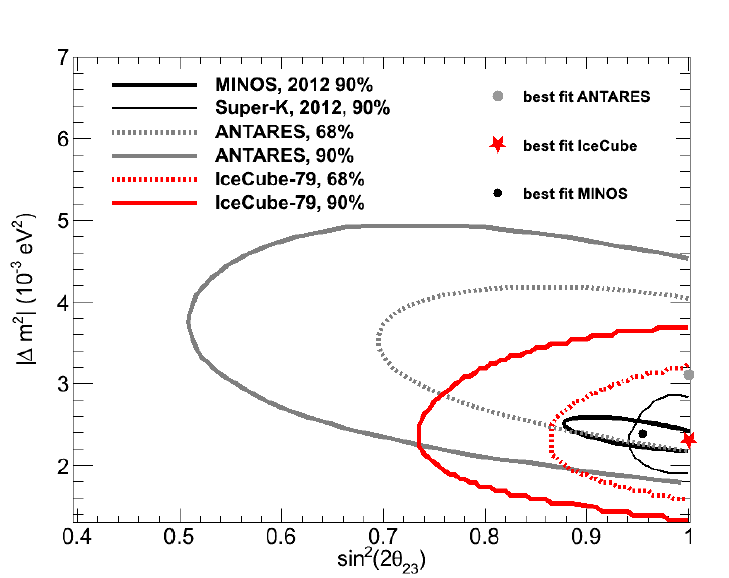 7
6
5
4
3
2
|Δ m²| (10⁻³ eV²)
MINOS, 2012 90%
Super-K, 2012, 90%
ANTARES, 68%
ANTARES, 90%
IceCube-79, 68%
IceCube-79, 90%
best fit ANTARES
best fit IceCube
best fit MINOS
0.4 0.5 0.6 0.7 0.8 0.9 1
sin²(2θ₂₃)